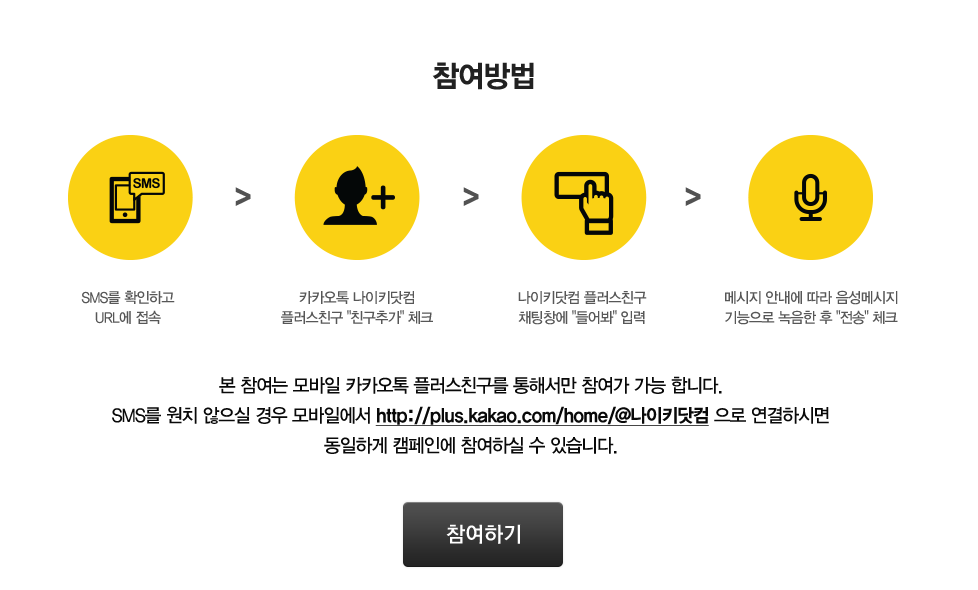 참여방법
SMS
>
>
>
SMS를 확인하고
URL에 접속
카카오톡 나이키닷컴
플러스친구 "친구추가" 체크
나이키닷컴 플러스친구
채팅창에 "들어봐" 입력
메시지 안내에 따라 음성메시지
기능으로 녹음한 후 "전송" 체크
본 참여는 모바일 카카오톡 플러스친구를 통해서만 참여가 가능 합니다.
SMS를 원치 않으실 경우 모바일에서 http://plus.kakao.com/home/@나이키닷컴 으로 연결하시면
동일하게 캠페인에 참여하실 수 있습니다.
참여하기